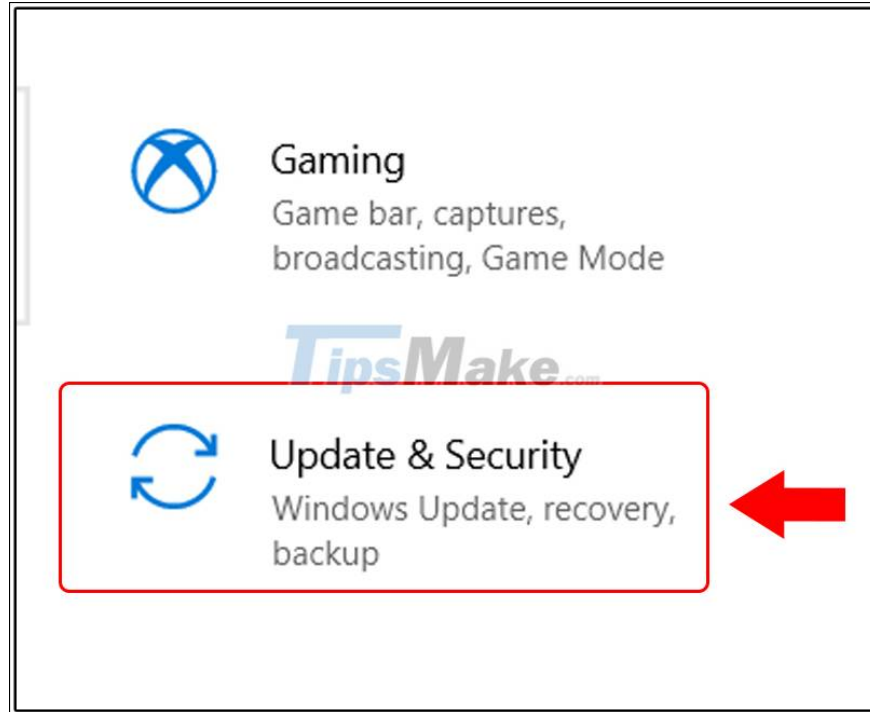 Gaming
Game bar, captures,
broadcasting, Game Mode
TipsMake.com
Update & Security
Windows Update, recovery,
backup